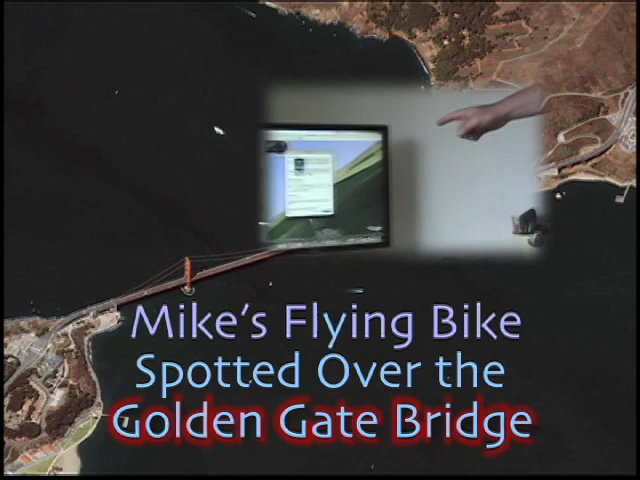 Mike's Flying Bike
Spotted Over the
Golden Gate Bridge